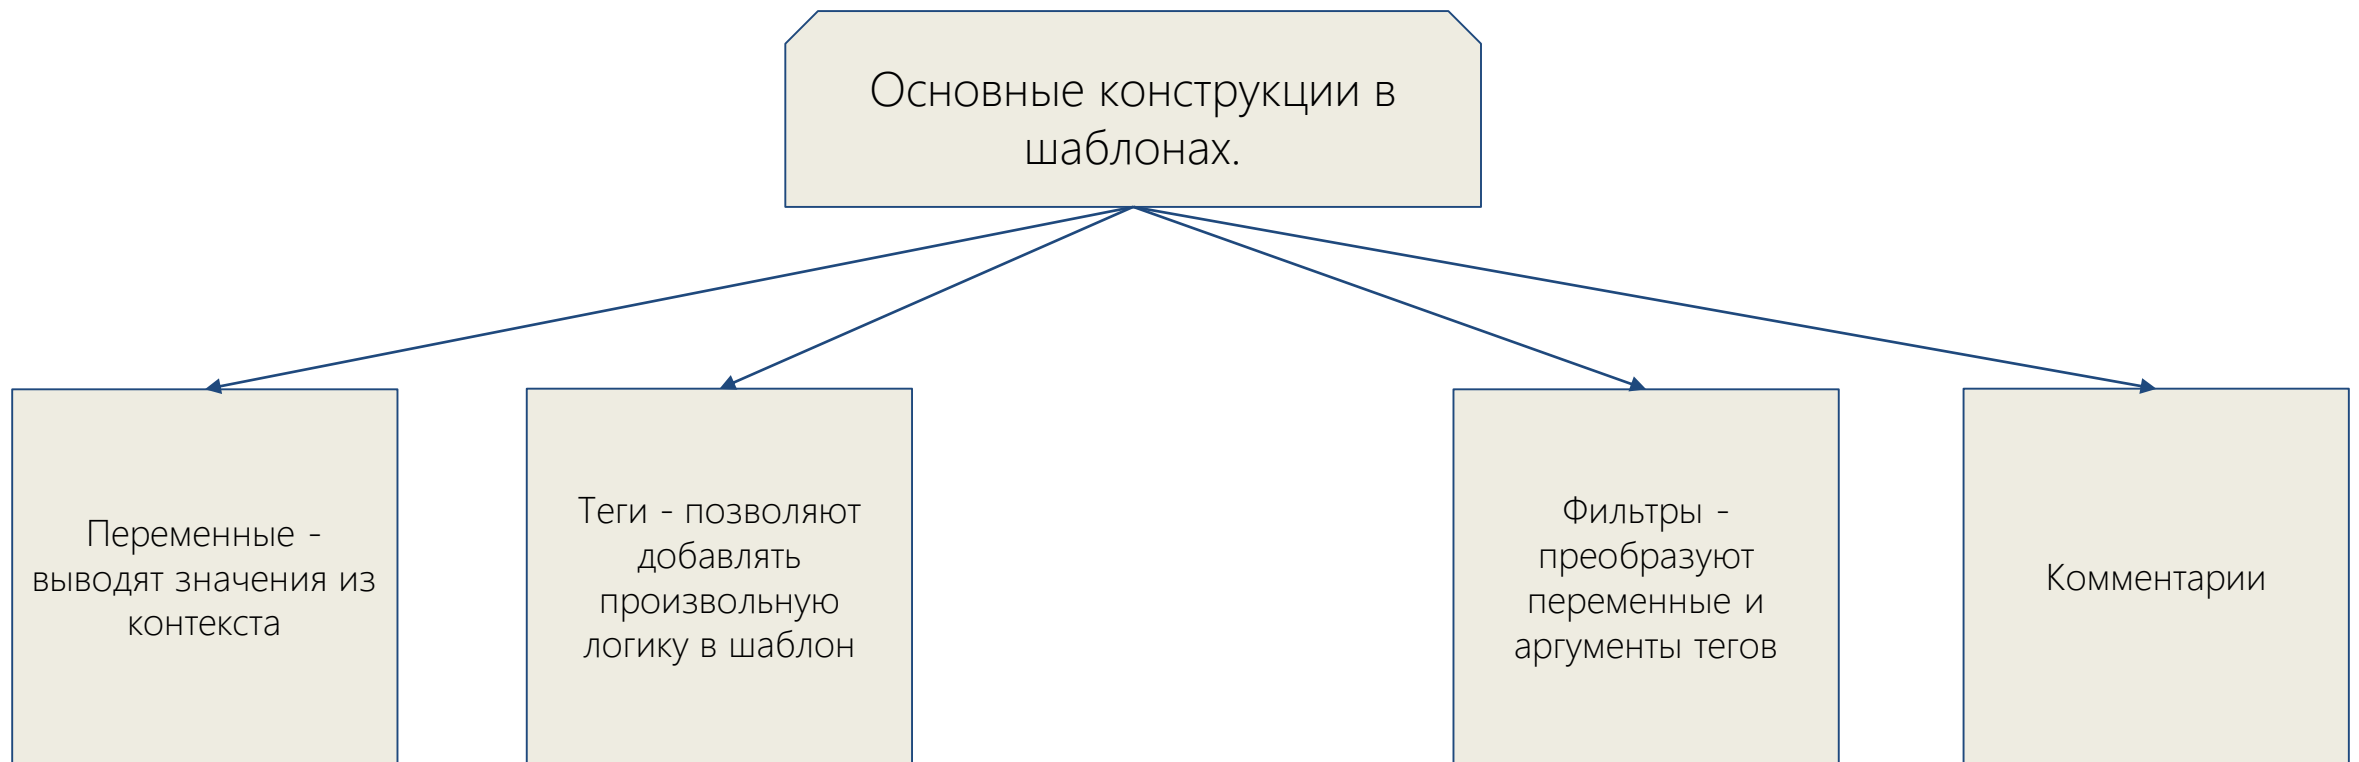 Основные конструкции в
шаблонах.
Переменные -
выводят значения из
контекста
Теги - позволяют
добавлять
произвольную
логику в шаблон
Фильтры -
преобразуют
переменные и
аргументы тегов
Комментарии